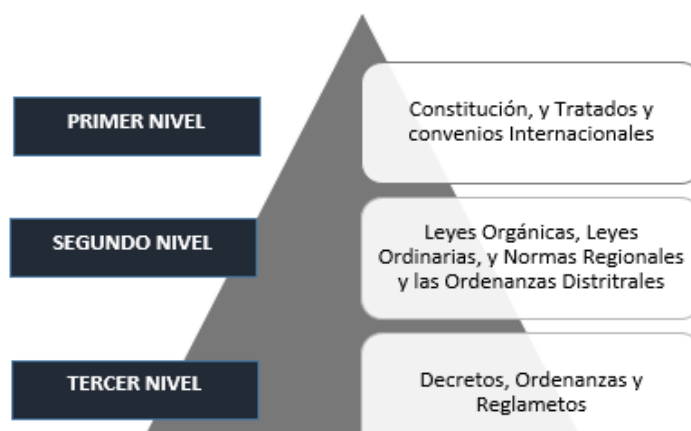 PRIMER NIVEL
Constitución, y Tratados y
convenios Internacionales
SEGUNDO NIVEL
Leyes Orgánicas, Leyes
Ordinarias, y Normas Regionales
y las Ordenanzas Distritrales
TERCER NIVEL
Decretos, Ordenanzas y
Reglametos